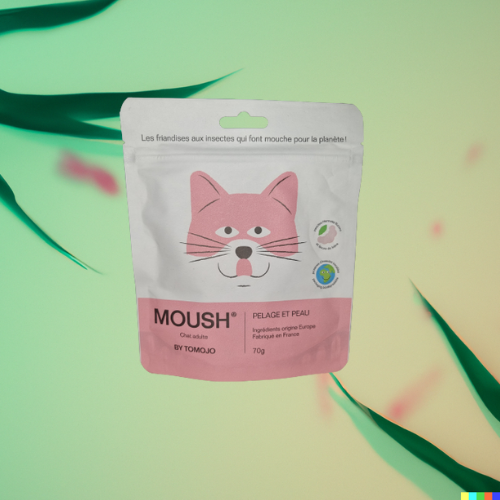 Les friandises aux insectes qui font mouche pour la planète!
MOUSH®
Chat adulte
BY TOMOJO
PELAGE ET PEAU
Ingrédients origine Europe
Fabriqué en France
70g